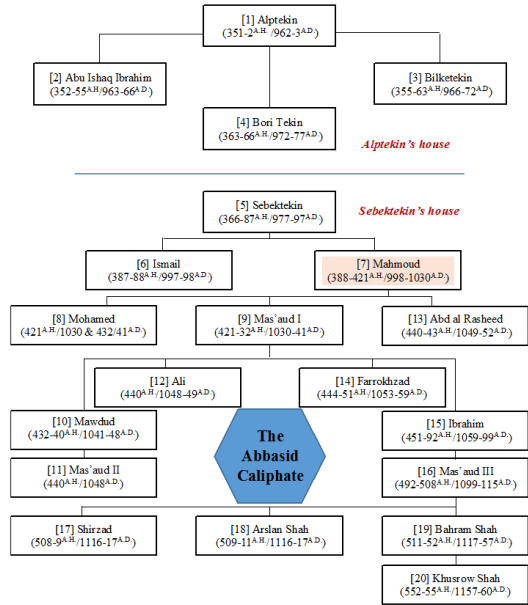 [1] Alptekin
(351-2A.H./962-3A.D.)
[2] Abu Ishaq Ibrahim
(352-55A.H/963-66A.D.)
[3] Bilketekin
(355-63A.H/966-72A.D.)
[4] Bori Tekin
(363-66A.H/972-77A.D.)
Alptekin's house
[5] Sebektekin
(366-87A.H/977-97A.D.)
Sebektekin's house
[6] Ismail
(387-88A.H/997-98A.D.)
[7] Mahmoud
(388-421A.H/998-1030A.D.)
[8] Mohamed
(421A.H/1030 & 432/41A.D.)
[9] Mas'aud I
(421-32A.H/1030-41A.D.)
[13] Abd al Rasheed
(440-43A.H/1049-52A.D.)
[12] Ali
(440A.H/1048-49A.D.)
[14] Farrokhzad
(444-51A.H/1053-59A.D.)
[10] Mawdud
(432-40A.H/1041-48A.D.)
The
Abbasid
Caliphate
[15] Ibrahim
(451-92A.H/1059-99A.D.)
[11] Mas'aud II
(440A.H/1048A.D.)
[16] Mas'aud III
(492-508A.H/1099-115A.D.)
[17] Shirzad
(508-9A.H/1116-17A.D.)
[18] Arslan Shah
(509-11A.H/1116-17A.D.)
[19] Bahram Shah
(511-52A.H/1117-57A.D.)
[20] Khusrow Shah
(552-55A.H/1157-60A.D.)